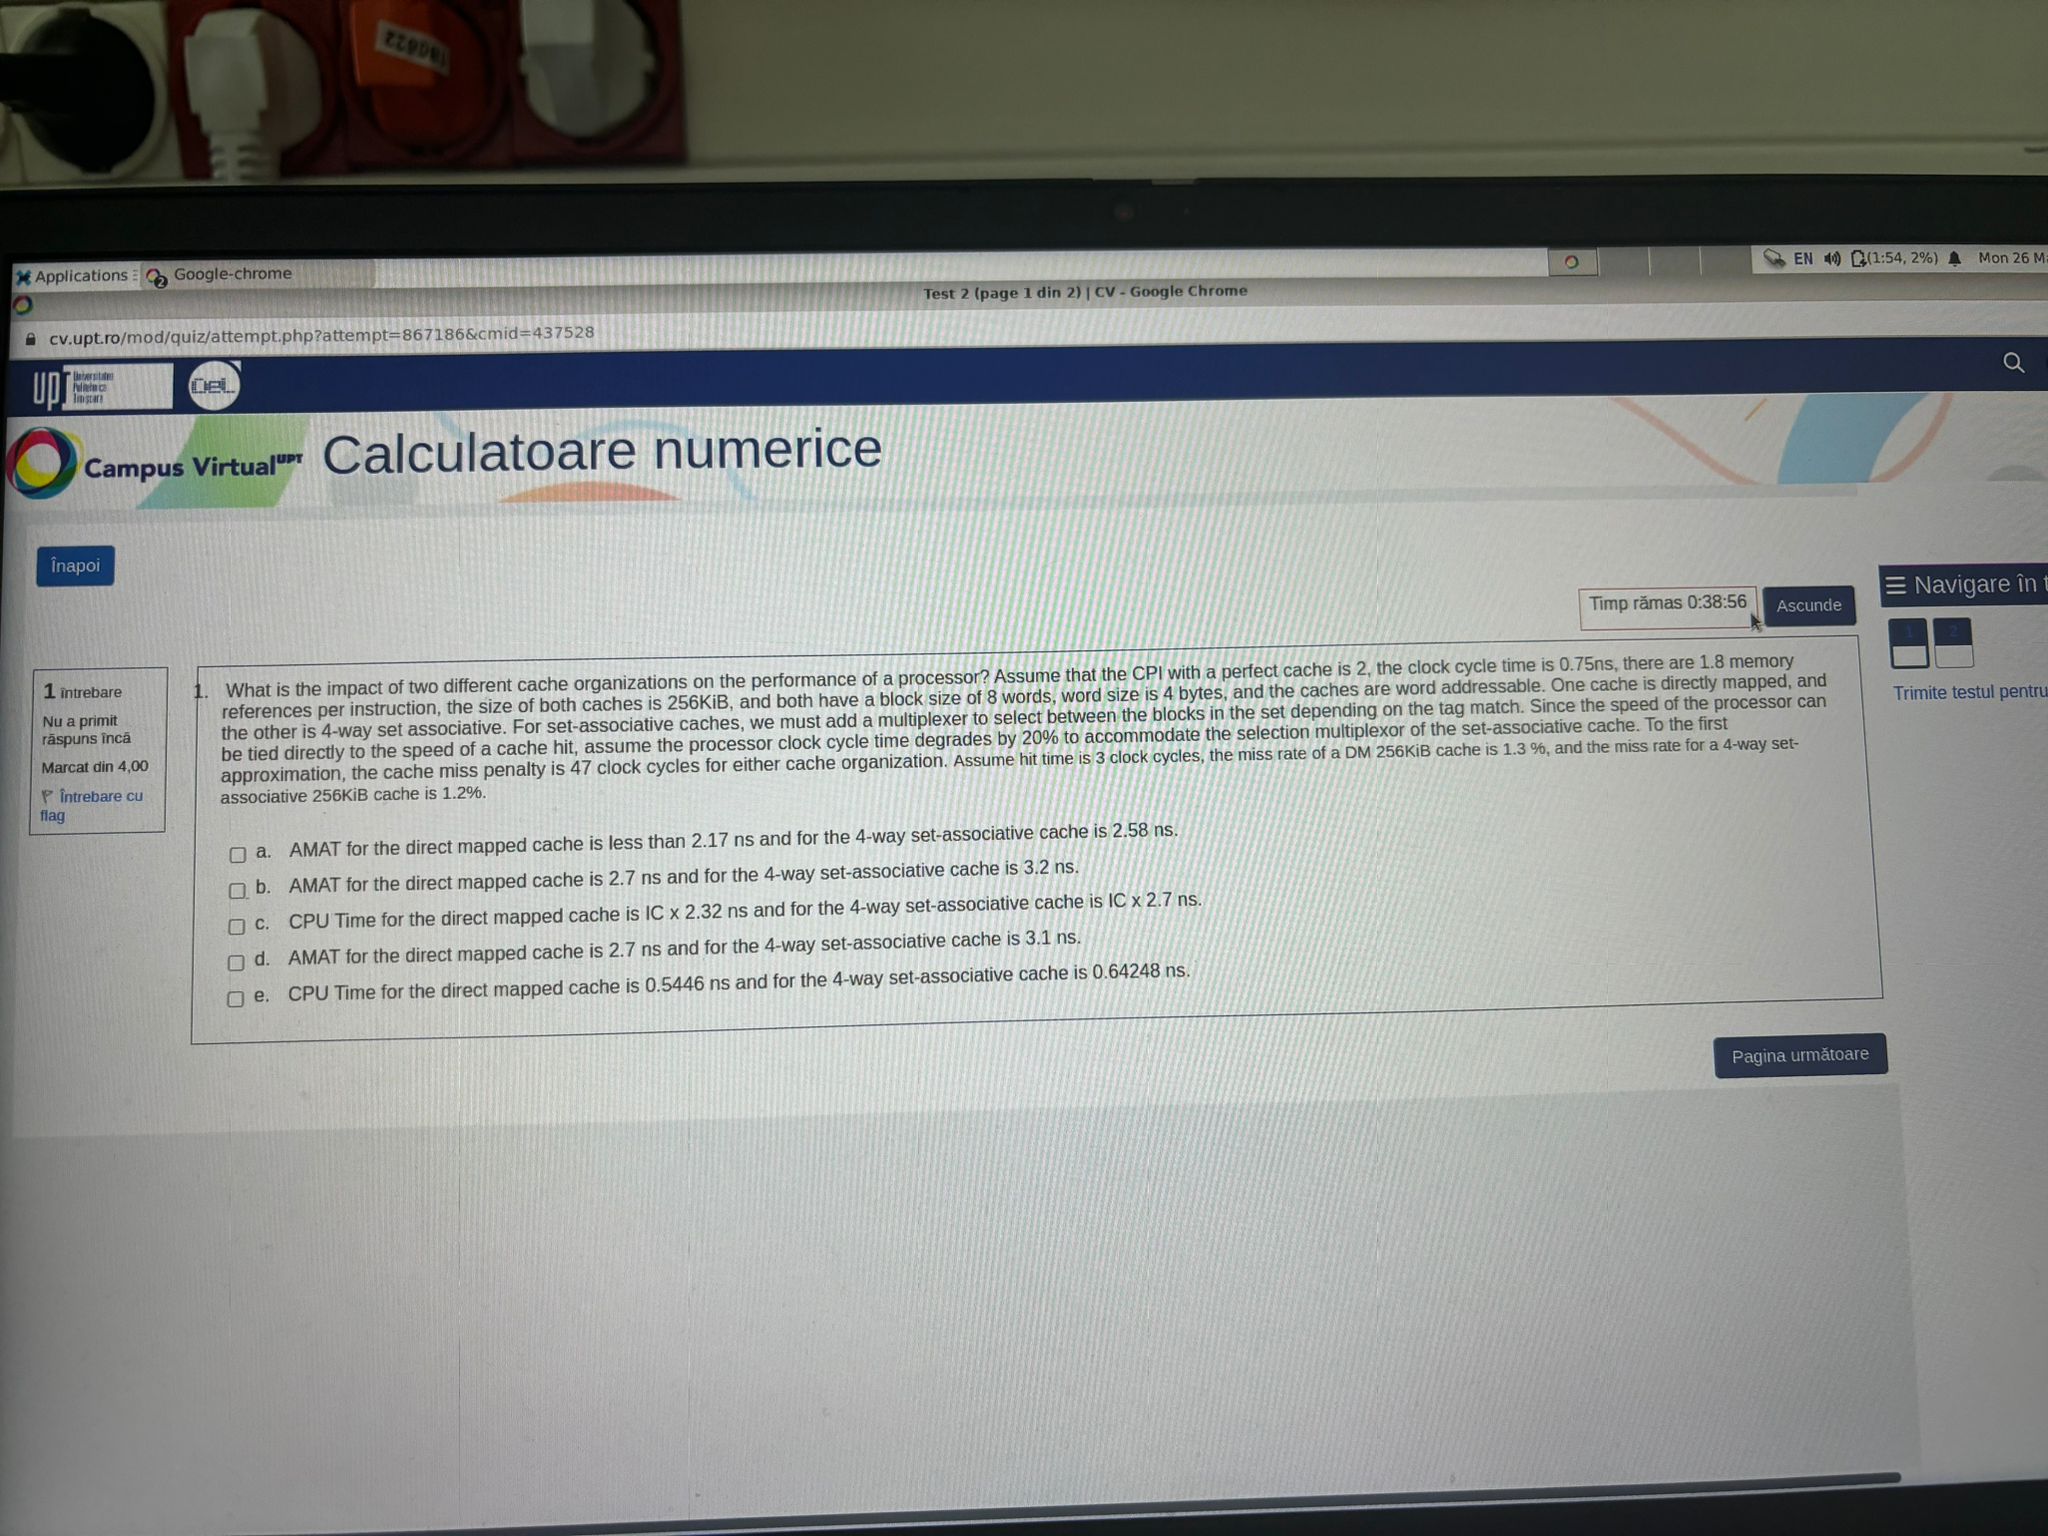 180622
Applications
Google-chrome
EN (1:54, 2%) Mon 26
Test 2 (page 1 din 2) | CV - Google Chrome
cv.upt.ro/mod/quiz/attempt.php?attempt=867186&cmid=437528
UPT Universitatea Politehnica Timișoara
CeL
Campus Virtual UPT Calculatoare numerice
Înapoi
Timp rămas 0:38:56 Ascunde
Navigare în
1 2
Trimite testul pentru
1 întrebare
Nu a primit
răspuns încă
Marcat din 4,00
Întrebare cu
flag
1. What is the impact of two different cache organizations on the performance of a processor? Assume that the CPI with a perfect cache is 2, the clock cycle time is 0.75ns, there are 1.8 memory
references per instruction, the size of both caches is 256KiB, and both have a block size of 8 words, word size is 4 bytes, and the caches are word addressable. One cache is directly mapped, and
the other is 4-way set associative. For set-associative caches, we must add a multiplexer to select between the blocks in the set depending on the tag match. Since the speed of the processor can
be tied directly to the speed of a cache hit, assume the processor clock cycle time degrades by 20% to accommodate the selection multiplexor of the set-associative cache. To the first
approximation, the cache miss penalty is 47 clock cycles for either cache organization. Assume hit time is 3 clock cycles, the miss rate of a DM 256KiB cache is 1.3 %, and the miss rate for a 4-way set-
associative 256KiB cache is 1.2%.
a. AMAT for the direct mapped cache is less than 2.17 ns and for the 4-way set-associative cache is 2.58 ns.
b. AMAT for the direct mapped cache is 2.7 ns and for the 4-way set-associative cache is 3.2 ns.
c. CPU Time for the direct mapped cache is IC x 2.32 ns and for the 4-way set-associative cache is IC x 2.7 ns.
d. AMAT for the direct mapped cache is 2.7 ns and for the 4-way set-associative cache is 3.1 ns.
e. CPU Time for the direct mapped cache is 0.5446 ns and for the 4-way set-associative cache is 0.64248 ns.
Pagina următoare